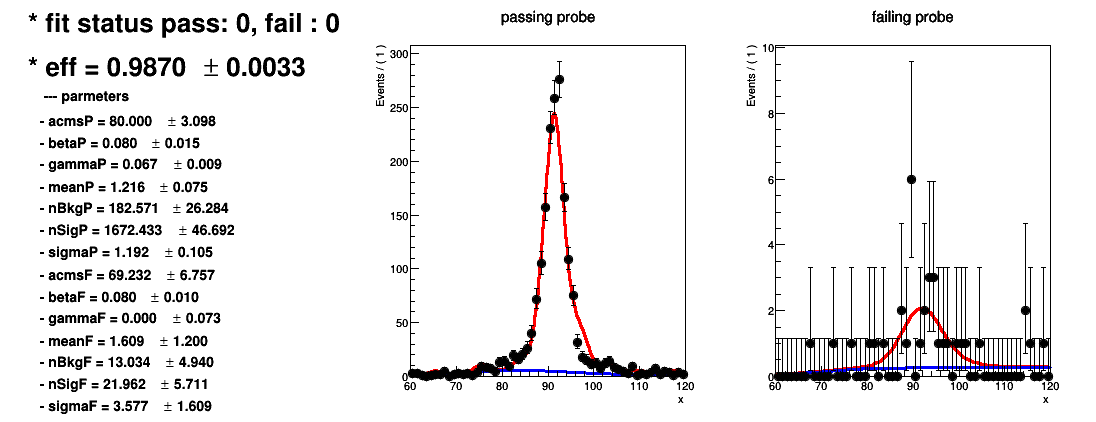 * fit status pass: 0, fail : 0
* eff = 0.9870 ± 0.0033
--- parmeters
- acmsP = 80.000 ± 3.098
- betaP = 0.080 ± 0.015
- gammaP = 0.067 ± 0.009
- meanP = 1.216 ± 0.075
- nBkgP = 182.571 ± 26.284
- nSigP = 1672.433 ± 46.692
- sigmaP = 1.192 ± 0.105
- acmsF = 69.232 ± 6.757
- betaF = 0.080 ± 0.010
- gammaF = 0.000 ± 0.073
- meanF = 1.609 ± 1.200
- nBkgF = 13.034 ± 4.940
- nSigF = 21.962 ± 5.711
- sigmaF = 3.577 ± 1.609
passing probe
Events / ( 1 )
300
250
200
150
100
50
0
60 70 80 90 100 110 120
x
failing probe
Events / ( 1 )
10
8
6
4
2
0
60 70 80 90 100 110 120
x